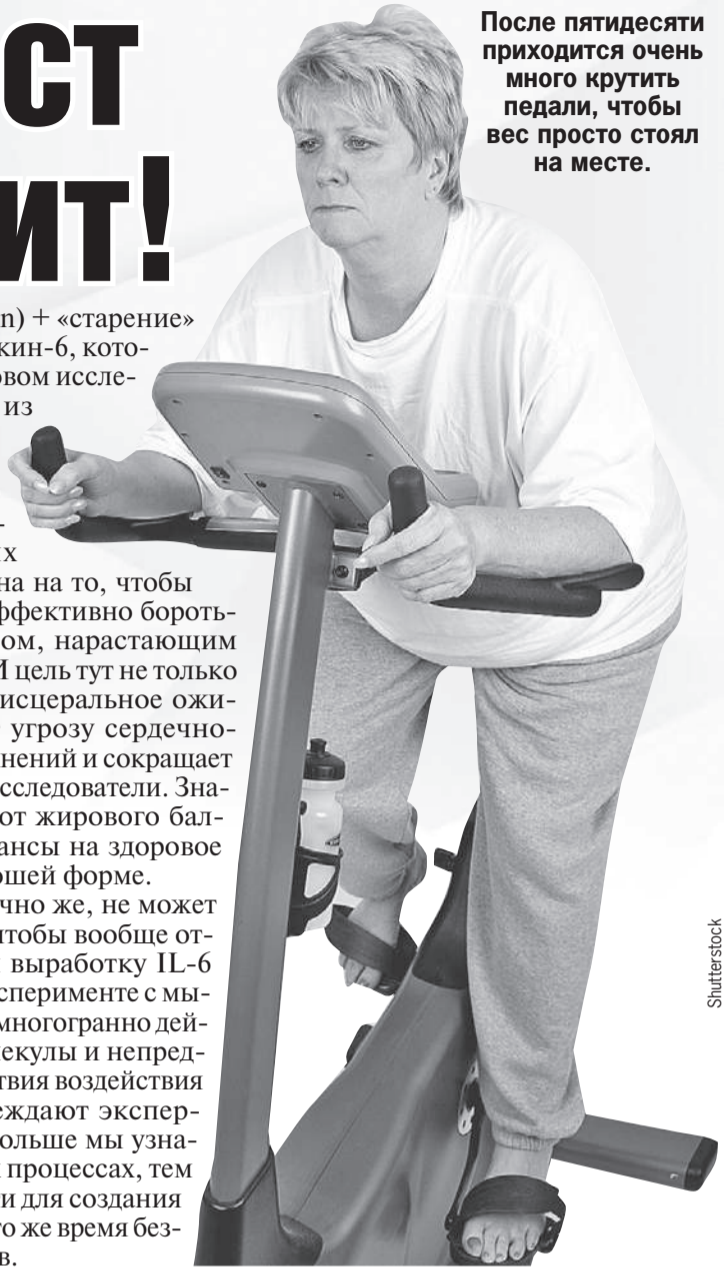 СТ
ИТ!
После пятидесяти
приходится очень
много крутить
педали, чтобы
вес просто стоял
на месте.
n) + «старение»
кин-6, кото-
овом иссле-
из
-
х
на на то, чтобы
ффективно бороть-
ом, нарастающим
И цель тут не только
исцеральное ожи-
угрозу сердечно-
нений и сокращает
сследователи. Зна-
от жирового бал-
ансы на здоровое
ошей форме.
чно же, не может
чтобы вообще от-
выработку IL-6
сперименте с мы-
многогранно дей-
лекулы и непред-
твия воздействия
еждают экспер-
ольше мы узна-
х процессах, тем
и для создания
то же время без-
в.
Shutterstock